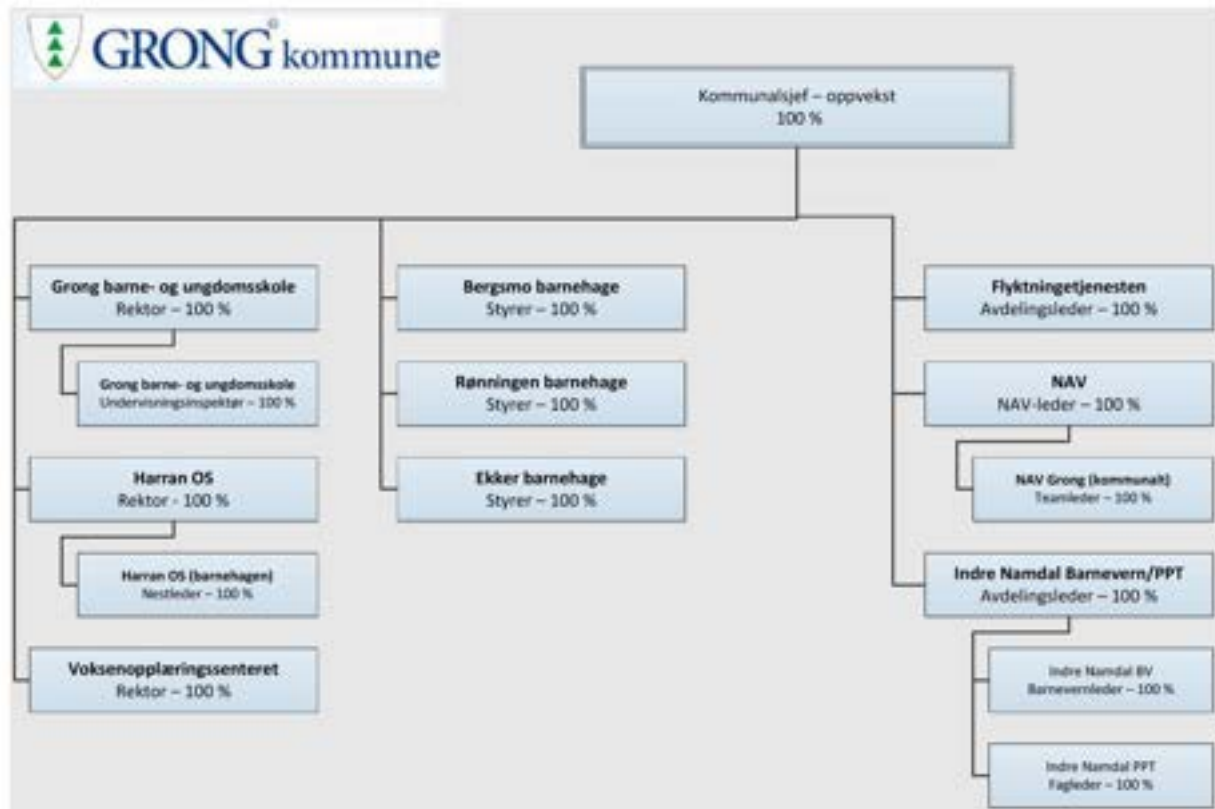 GRONG kommune
Kommunalsjef – oppvekst
100 %
Grong barne- og ungdomsskole
Rektor – 100 %
Grong barne- og ungdomsskole
Undervisningsinspektør – 100 %
Harran OS
Rektor - 100 %
Harran OS (barnehagen)
Nestleder – 100 %
Voksenopplæringssenteret
Rektor – 100 %
Bergsmo barnehage
Styrer – 100 %
Rønningen barnehage
Styrer – 100 %
Ekker barnehage
Styrer – 100 %
Flyktningetjenesten
Avdelingsleder – 100 %
NAV
NAV-leder – 100 %
NAV Grong (kommunalt)
Teamleder – 100 %
Indre Namdal Barnevern/PPT
Avdelingsleder – 100 %
Indre Namdal BV
Barnevernleder – 100 %
Indre Namdal PPT
Fagleder – 100 %